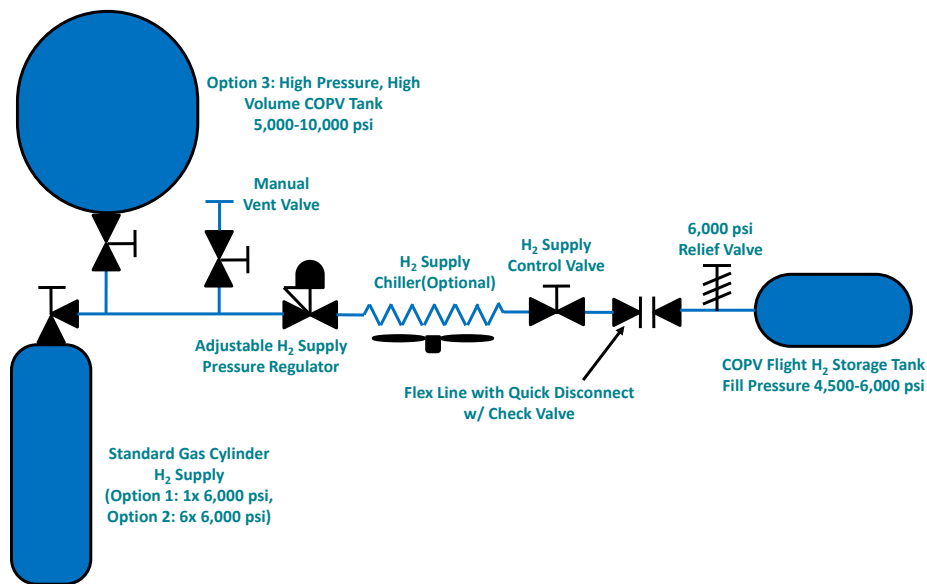 Option 3: High Pressure, High
Volume COPV Tank
5,000-10,000 psi
Manual
Vent Valve
H₂ Supply
Chiller(Optional)
H₂ Supply
Control Valve
6,000 psi
Relief Valve
Adjustable H₂ Supply
Pressure Regulator
Flex Line with Quick Disconnect
w/ Check Valve
COPV Flight H₂ Storage Tank
Fill Pressure 4,500-6,000 psi
Standard Gas Cylinder
H₂ Supply
(Option 1: 1x 6,000 psi,
Option 2: 6x 6,000 psi)